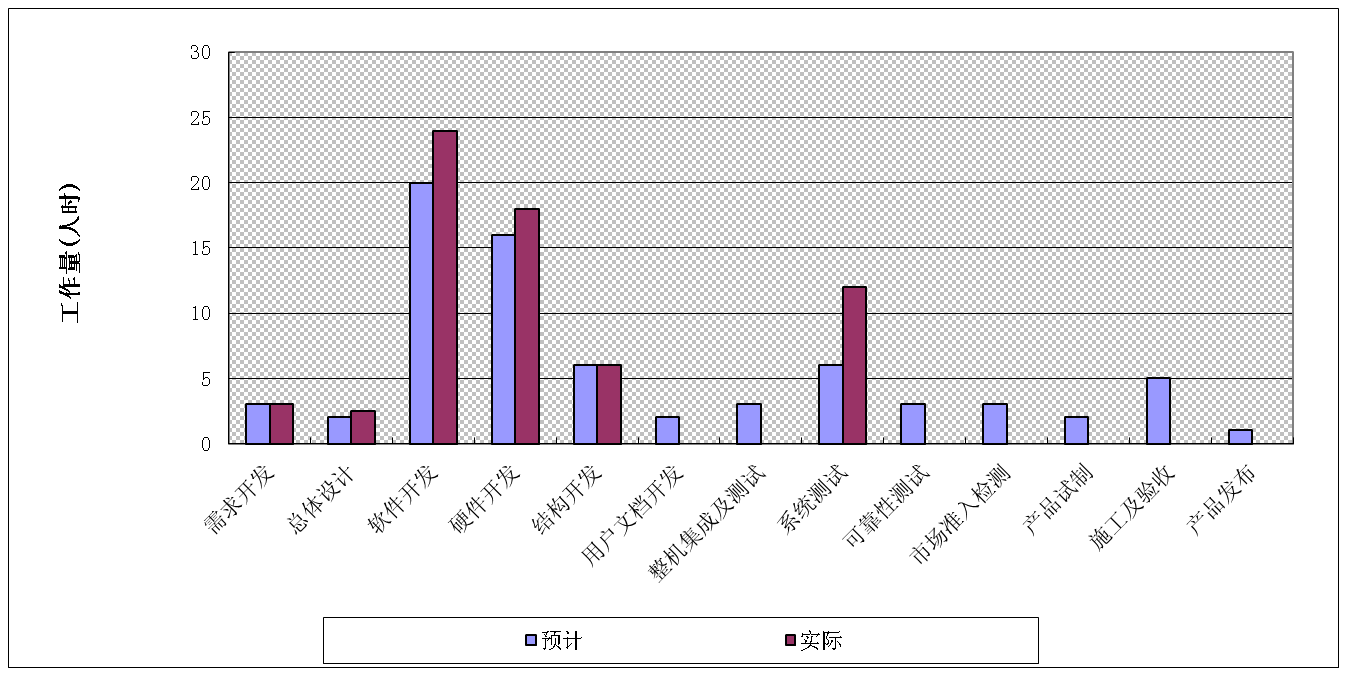 工作量(人时)
30
25
20
15
10
5
0
需求开发
总体设计
软件开发
硬件开发
结构开发
用户文档开发
整机集成及测试
系统测试
可靠性测试
市场准入检测
产品试制
施工及验收
产品发布
预计
实际